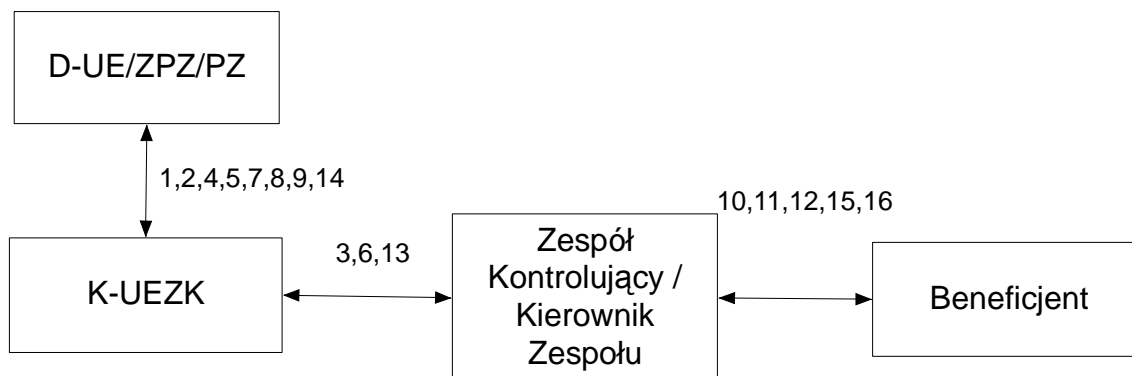 D-UE/ZPZ/PZ
1,2,4,5,7,8,9,14
10,11,12,15,16
3,6,13
K-UEZK
Zespół
Kontrolujący /
Kierownik
Zespołu
Beneficjent